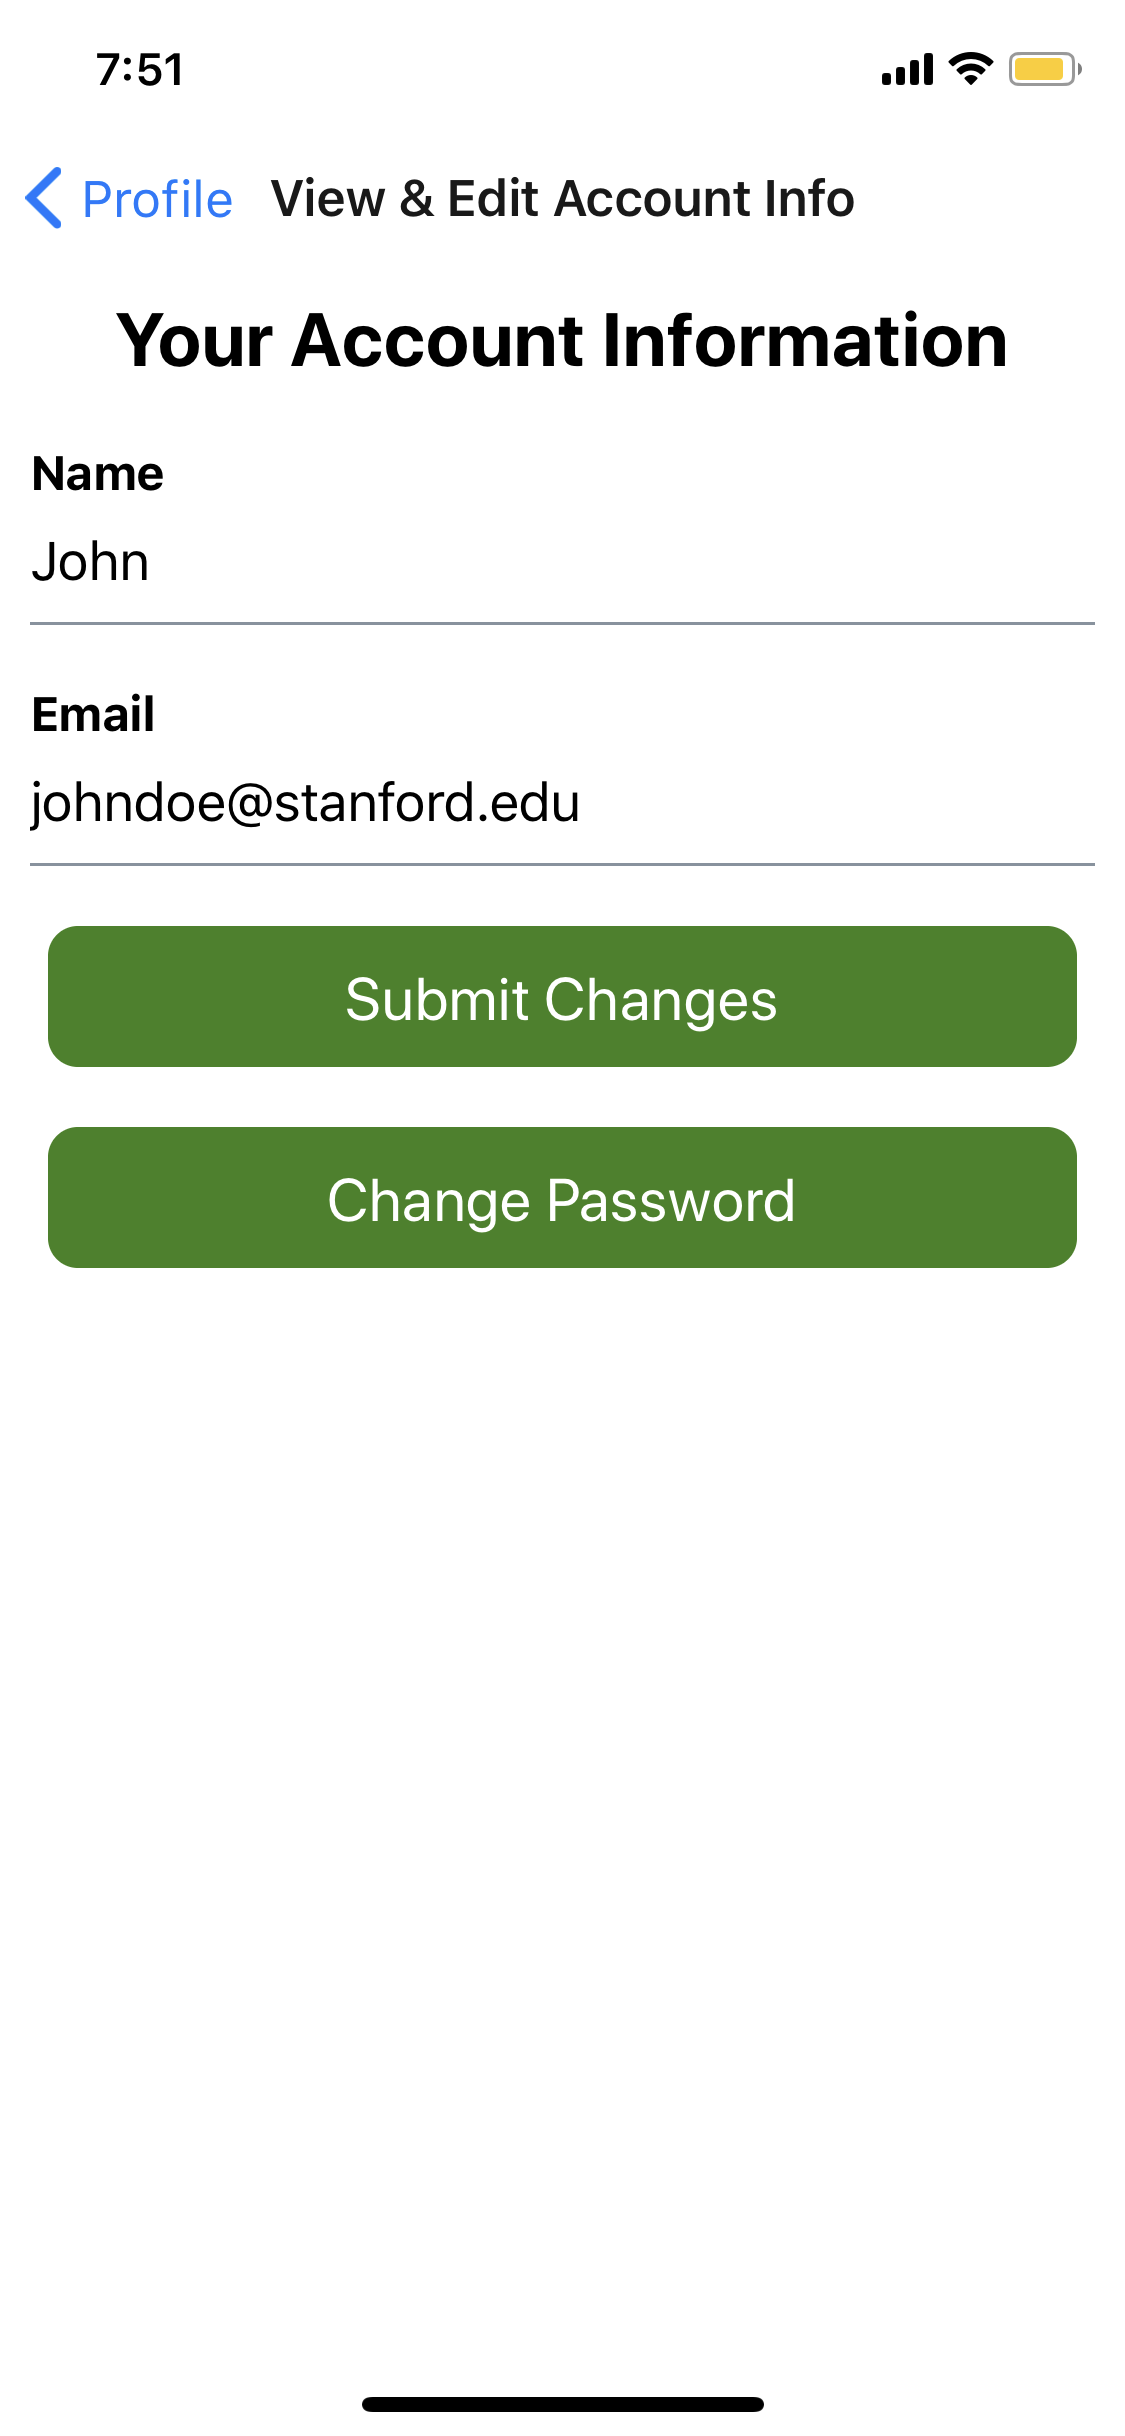 7:51
Profile View & Edit Account Info
Your Account Information
Name
John
Email
johndoe@stanford.edu
Submit Changes
Change Password